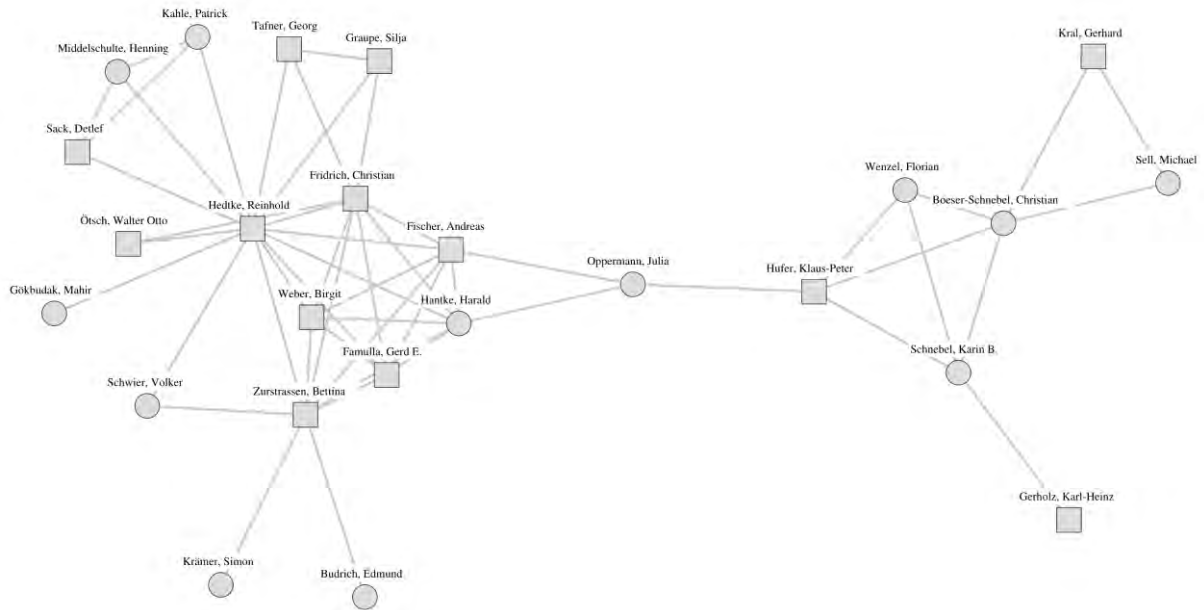 Kahle, Patrick
Tafner, Georg
Graupe, Silja
Kral, Gerhard
Middelschulte, Henning
Sack, Detlef
Sell, Michael
Wenzel, Florian
Fridrich, Christian
Boeser-Schnebel, Christian
Hedtke, Reinhold
Ötsch, Walter Otto
Fischer, Andreas
Oppermann, Julia
Hufer, Klaus-Peter
Gökbudak, Mahir
Weber, Birgit
Hantke, Harald
Famulla, Gerd E.
Schnebel, Karin B.
Schwier, Volker
Zurstrassen, Bettina
Gerholz, Karl-Heinz
Krämer, Simon
Budrich, Edmund